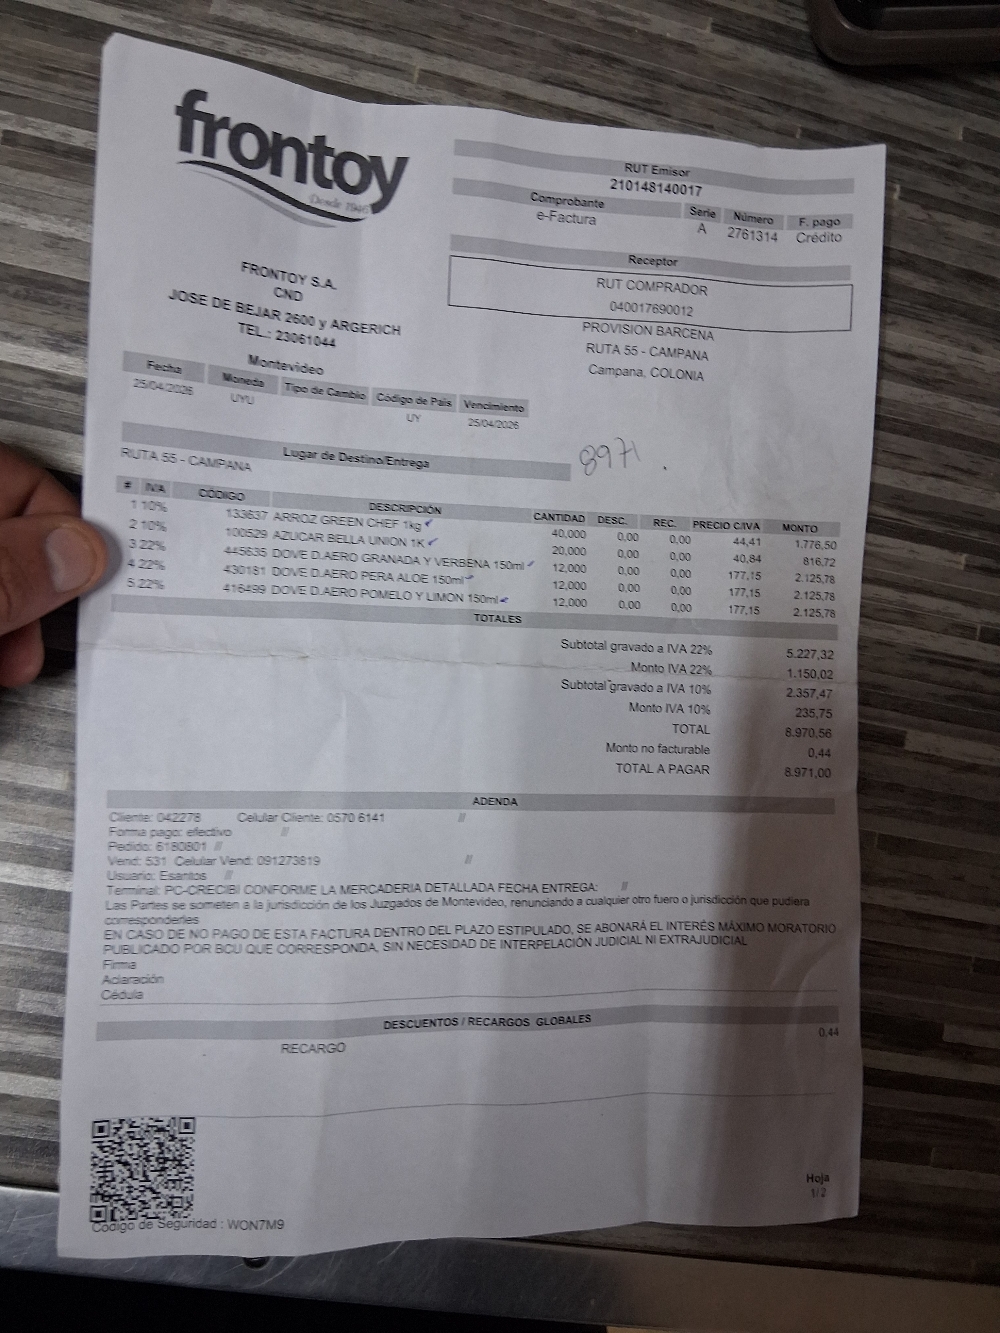 frontoy
Desde 1940
FRONTOY S.A.
CND
JOSE DE BEJAR 2600 y ARGERICH
TEL.: 23061044
Montevideo
RUT Emisor
210148140017
Comprobante Serie Número F. pago
e-Factura A 2761314 Crédito
Receptor
RUT COMPRADOR
040017690012
PROVISION BARCENA
RUTA 55 - CAMPANA
Campana, COLONIA
Fecha Moneda Tipo de Cambio Código de País Vencimiento
25/04/2026 UYU UY 25/04/2026
Lugar de Destino/Entrega
RUTA 55 - CAMPANA
8971
# IVA CÓDIGO DESCRIPCIÓN CANTIDAD DESC. REC. PRECIO C/IVA MONTO
1 10% 133637 ARROZ GREEN CHEF 1kg 40,000 0,00 0,00 44,41 1.776,50
2 10% 100529 AZUCAR BELLA UNION 1K 20,000 0,00 0,00 40,84 816,72
3 22% 445635 DOVE D.AERO GRANADA Y VERBENA 150ml 12,000 0,00 0,00 177,15 2.125,78
4 22% 430181 DOVE D.AERO PERA ALOE 150ml 12,000 0,00 0,00 177,15 2.125,78
5 22% 416499 DOVE D.AERO POMELO Y LIMON 150ml 12,000 0,00 0,00 177,15 2.125,78
TOTALES
Subtotal gravado a IVA 22% 5.227,32
Monto IVA 22% 1.150,02
Subtotal gravado a IVA 10% 2.357,47
Monto IVA 10% 235,75
TOTAL 8.970,56
Monto no facturable 0,44
TOTAL A PAGAR 8.971,00
ADENDA
Cliente: 042278 Celular Cliente: 0570 6141 //
Forma pago: efectivo //
Pedido: 6180801 //
Vend: 531 Celular Vend: 091273819 //
Usuario: Esantos //
Terminal: PC-CRECIBI CONFORME LA MERCADERIA DETALLADA FECHA ENTREGA: //
Las Partes se someten a la jurisdicción de los Juzgados de Montevideo, renunciando a cualquier otro fuero o jurisdicción que pudiera
corresponderles
EN CASO DE NO PAGO DE ESTA FACTURA DENTRO DEL PLAZO ESTIPULADO, SE ABONARÁ EL INTERÉS MÁXIMO MORATORIO
PUBLICADO POR BCU QUE CORRESPONDA, SIN NECESIDAD DE INTERPELACIÓN JUDICIAL NI EXTRAJUDICIAL
Firma
Aclaración
Cédula
DESCUENTOS / RECARGOS GLOBALES
RECARGO 0,44
Hoja
1/2
Código de Seguridad : WON7M9